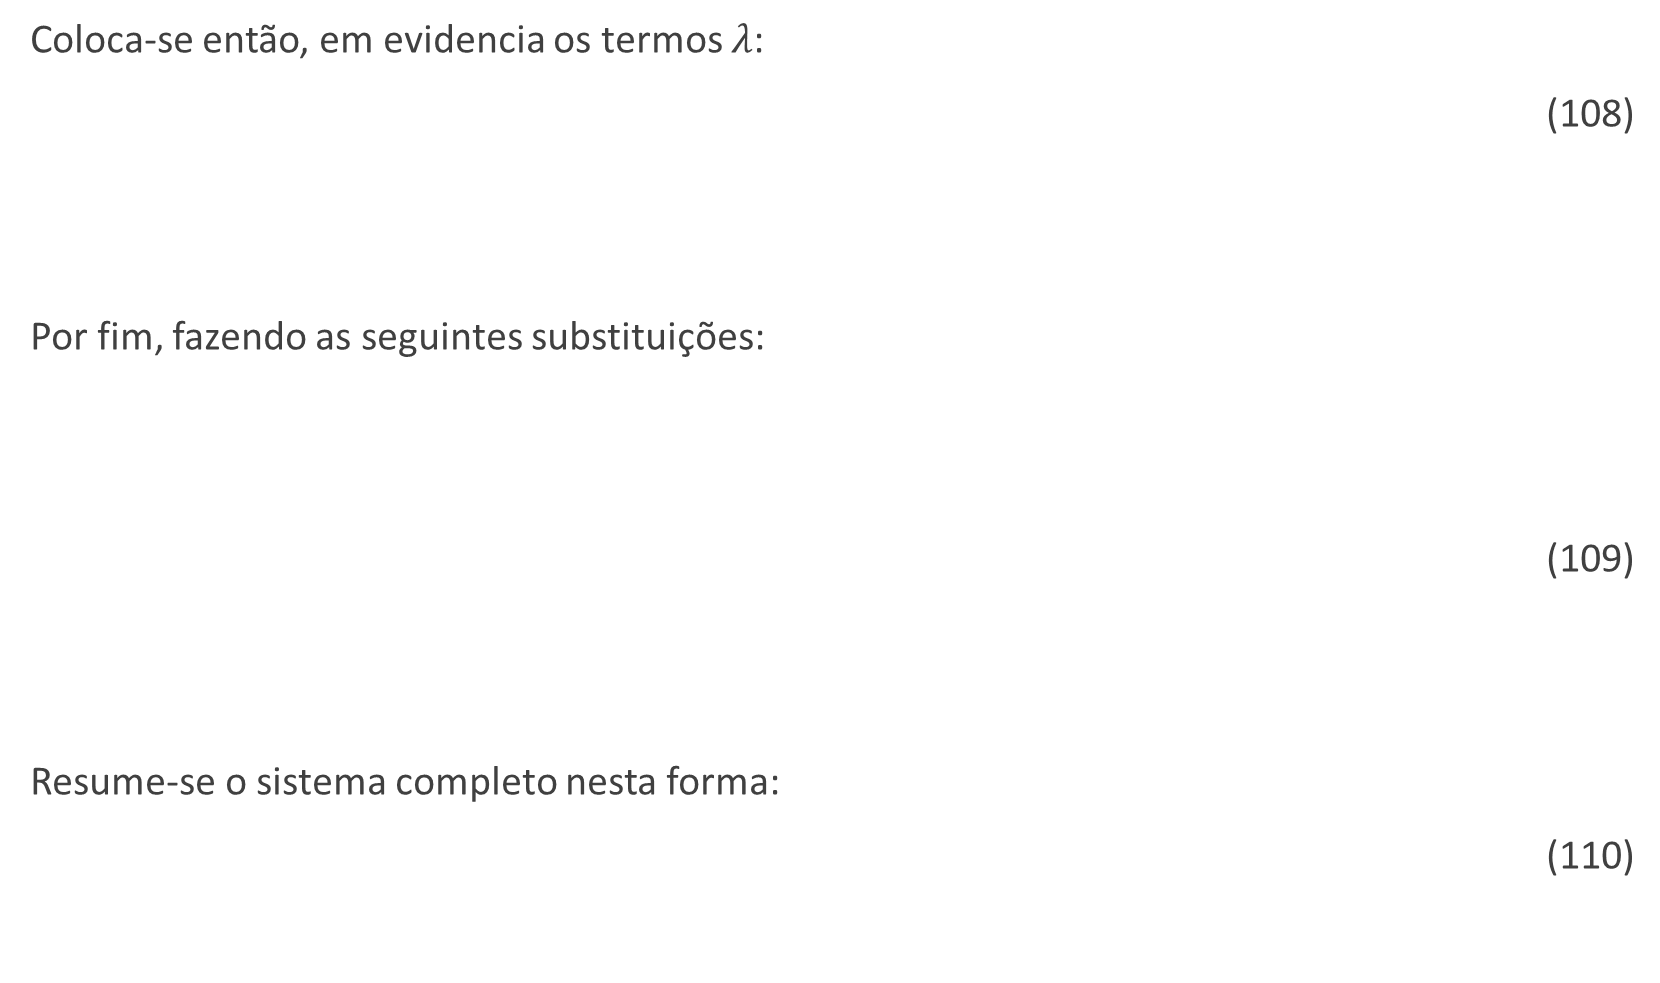 Coloca-se então, em evidencia os termos λ:
(108)
Por fim, fazendo as seguintes substituições:
(109)
Resume-se o sistema completo nesta forma:
(110)